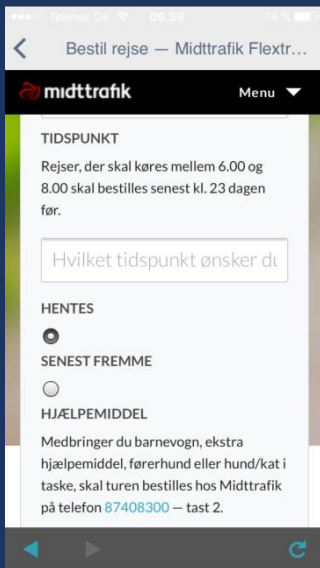 Telenor DK 09.39 74 %
Bestil rejse — Midttrafik Flextr...
midttrafik Menu
TIDSPUNKT
Rejser, der skal køres mellem 6.00 og
8.00 skal bestilles senest kl. 23 dagen
før.
Hvilket tidspunkt ønsker du
HENTES
SENEST FREMME
HJÆLPEMIDDEL
Medbringer du barnevogn, ekstra
hjælpemiddel, førerhund eller hund/kat i
taske, skal turen bestilles hos Midttrafik
på telefon 87408300 — tast 2.